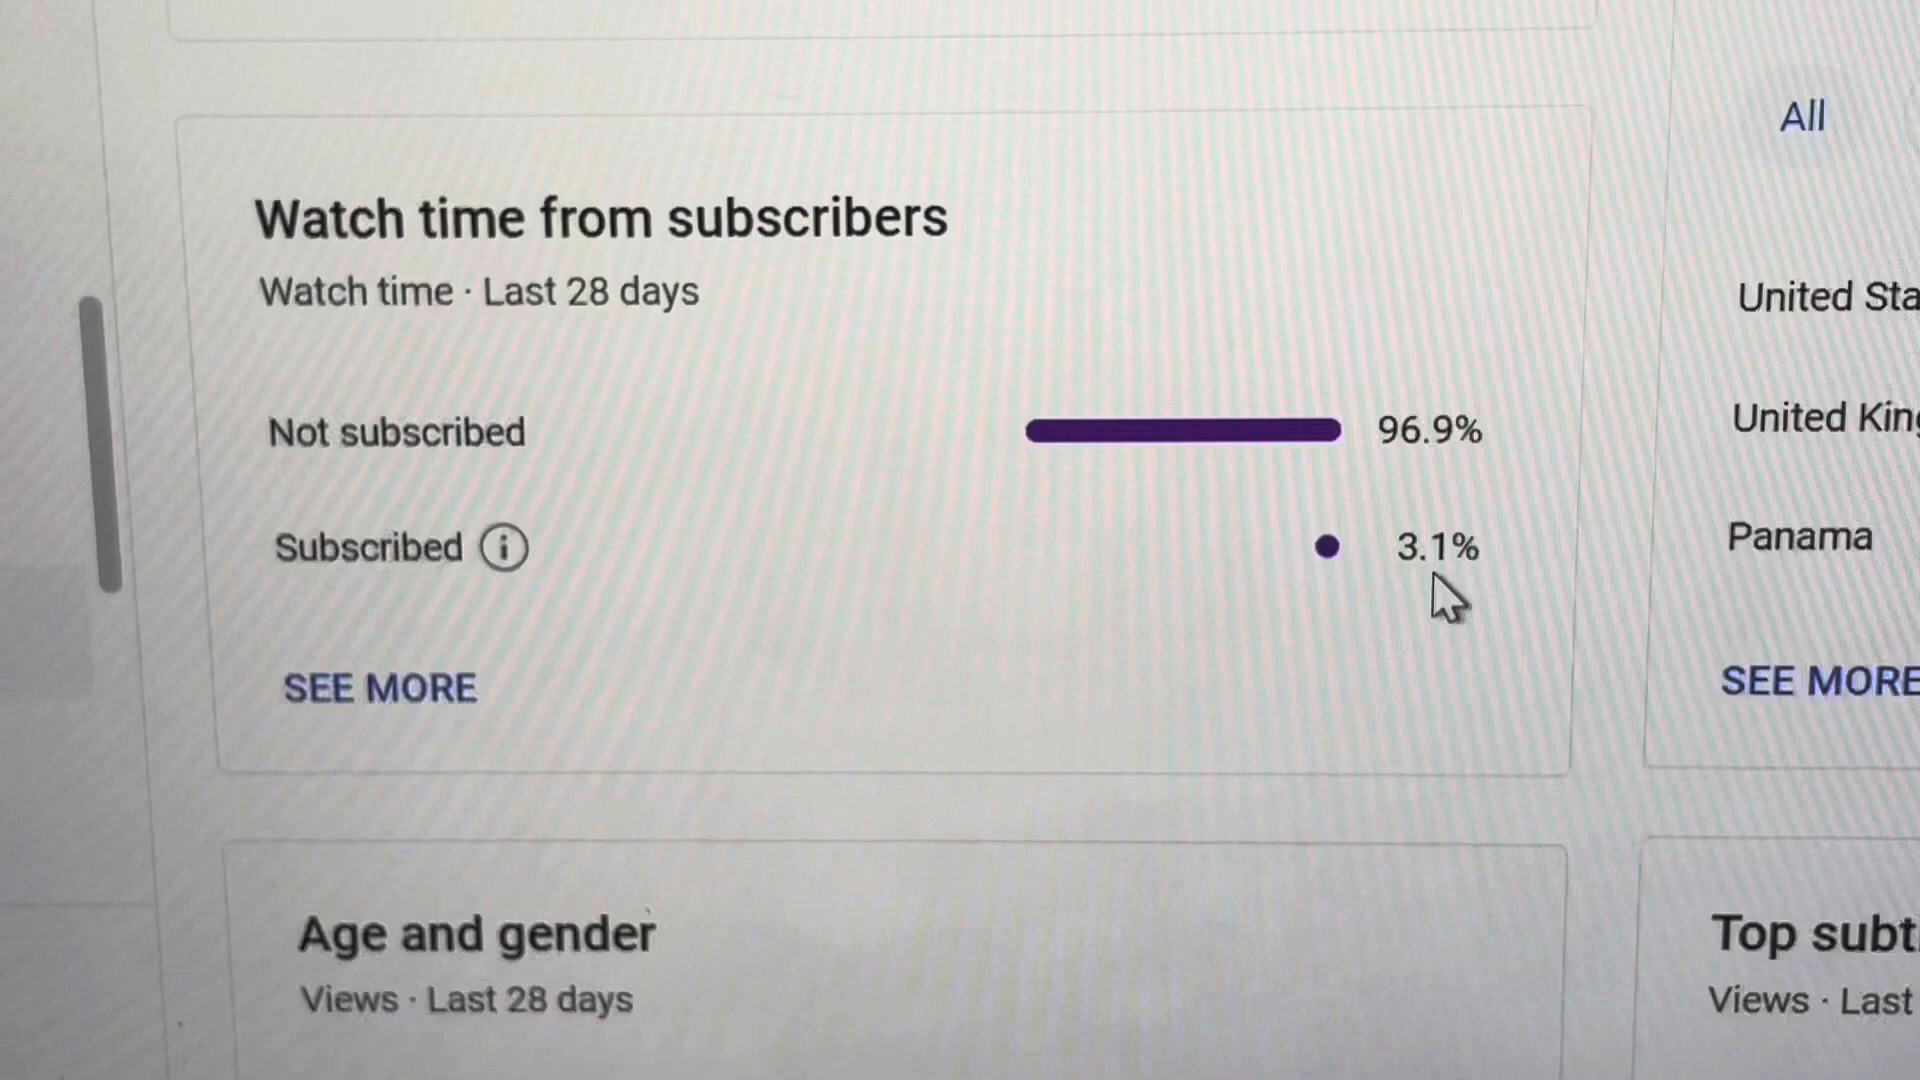 Watch time from subscribers
Watch time · Last 28 days
Not subscribed 96.9%
Subscribed 3.1%
SEE MORE
Age and gender
Views · Last 28 days
All
United Sta
United King
Panama
SEE MORE
Top subt
Views · Last